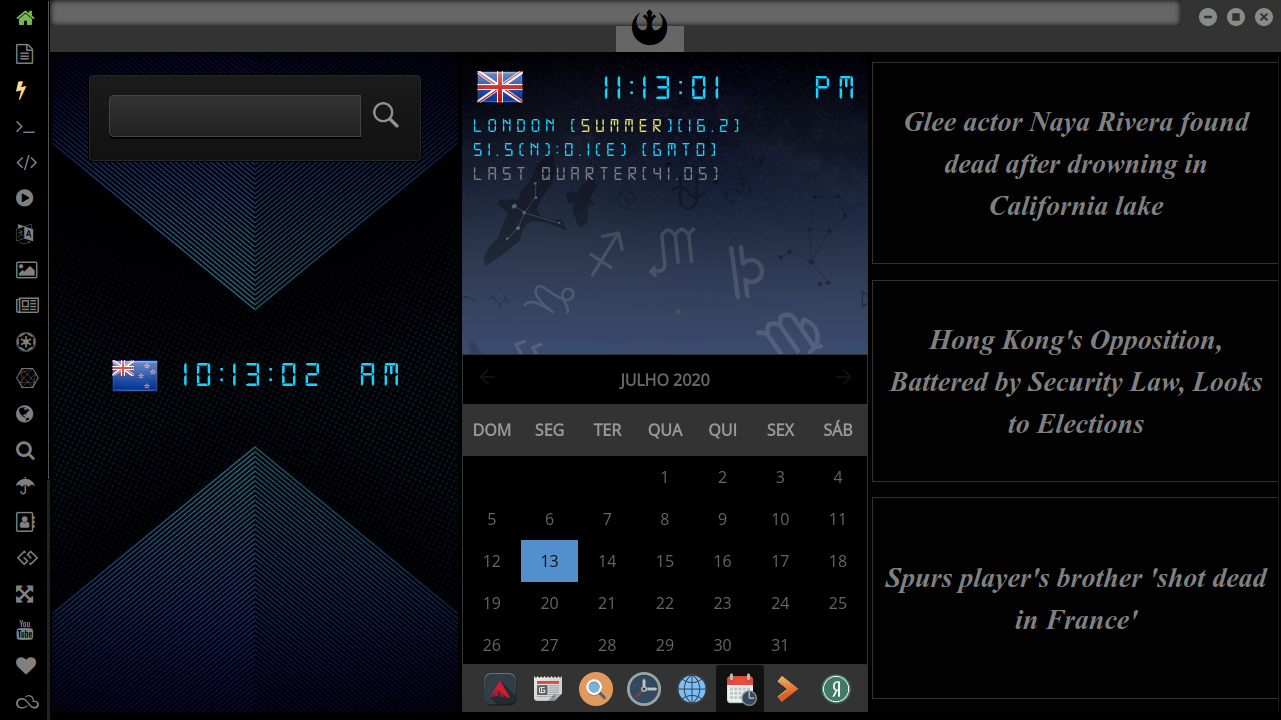 11:13:01 PM
LONDON (SUMMER)(16.2)
51.5(N):0.1(E) (GMT0)
LAST QUARTER(41.05)
10:13:02 AM
JULHO 2020
DOM SEG TER QUA QUI SEX SÁB
1 2 3 4
5 6 7 8 9 10 11
12 13 14 15 16 17 18
19 20 21 22 23 24 25
26 27 28 29 30 31
Glee actor Naya Rivera found
dead after drowning in
California lake
Hong Kong's Opposition,
Battered by Security Law, Looks
to Elections
Spurs player's brother 'shot dead
in France'
You
Tube
Я